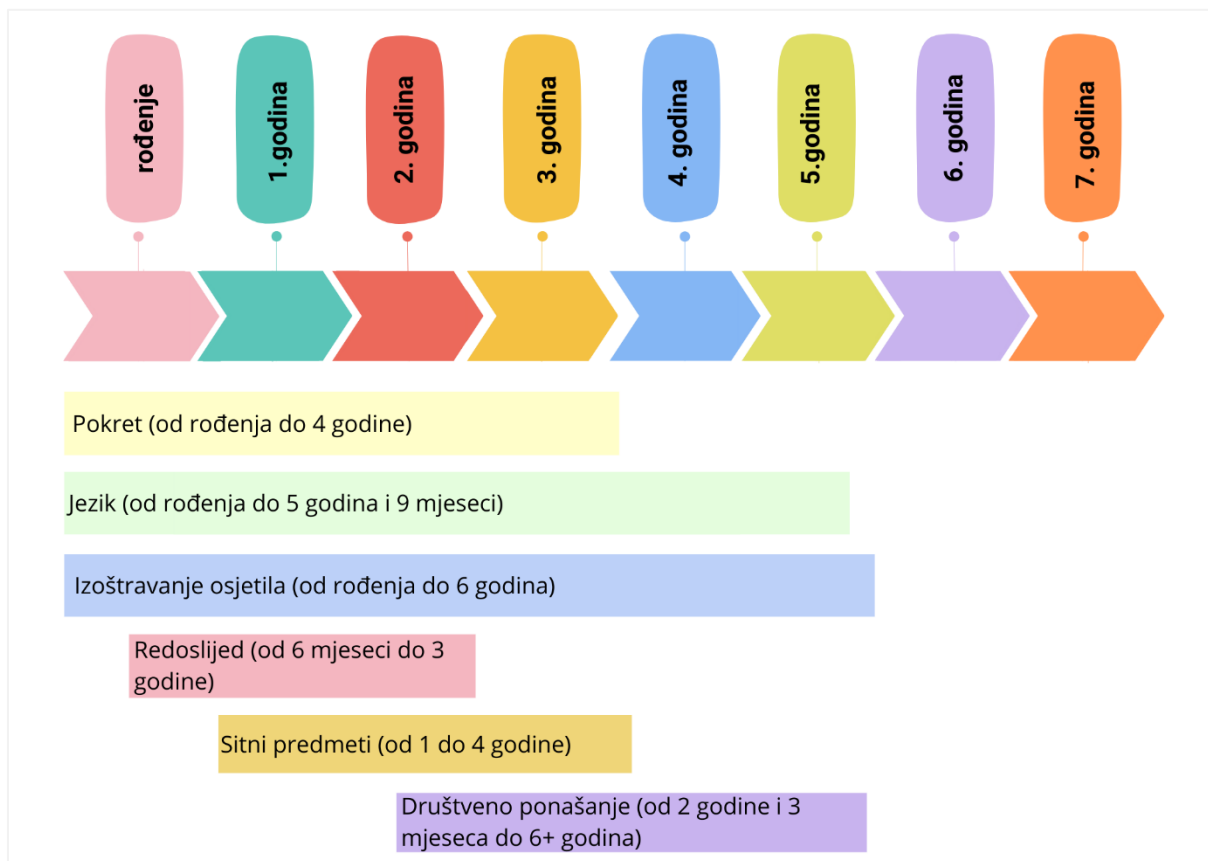 rođenje
1.godina
2. godina
3. godina
4. godina
5.godina
6. godina
7. godina
Pokret (od rođenja do 4 godine)
Jezik (od rođenja do 5 godina i 9 mjeseci)
Izoštravanje osjetila (od rođenja do 6 godina)
Redoslijed (od 6 mjeseci do 3
godine)
Sitni predmeti (od 1 do 4 godine)
Društveno ponašanje (od 2 godine i 3
mjeseca do 6+ godina)